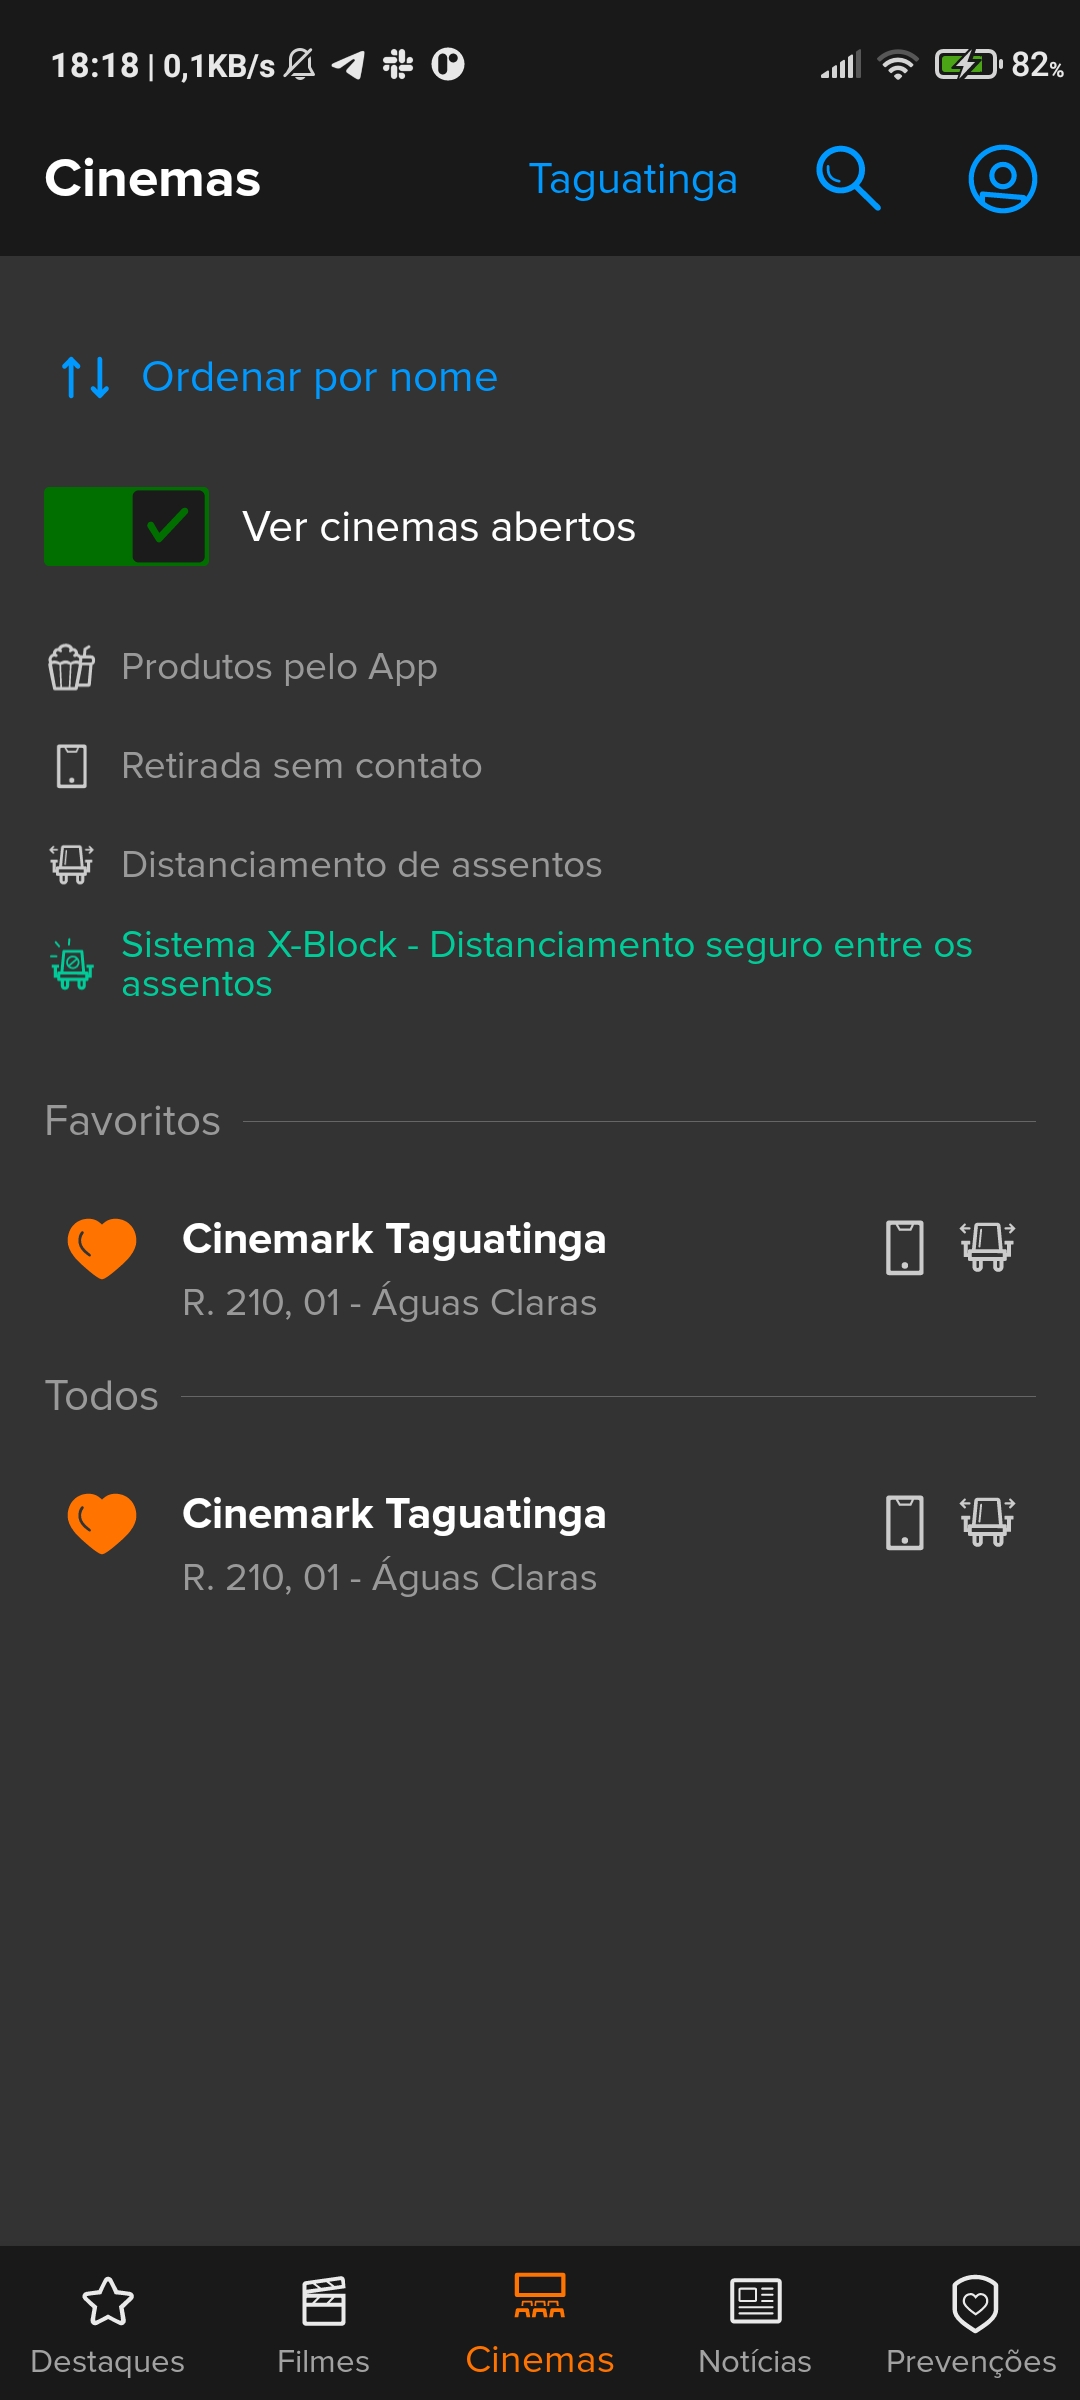 18:18 | 0,1KB/s
82%
Cinemas
Taguatinga
Ordenar por nome
Ver cinemas abertos
Produtos pelo App
Retirada sem contato
Distanciamento de assentos
Sistema X-Block - Distanciamento seguro entre os
assentos
Favoritos
Cinemark Taguatinga
R. 210, 01 - Águas Claras
Todos
Cinemark Taguatinga
R. 210, 01 - Águas Claras
Destaques
Filmes
Cinemas
Notícias
Prevenções